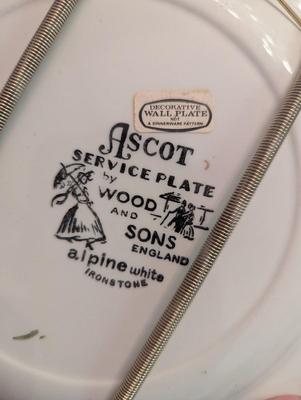 DECORATIVE
WALL PLATE
NOT
A DINNERWARE PATTERN
ASCOT
SERVICE PLATE
by
WOOD
AND
SONS
ENGLAND
alpine white
IRONSTONE